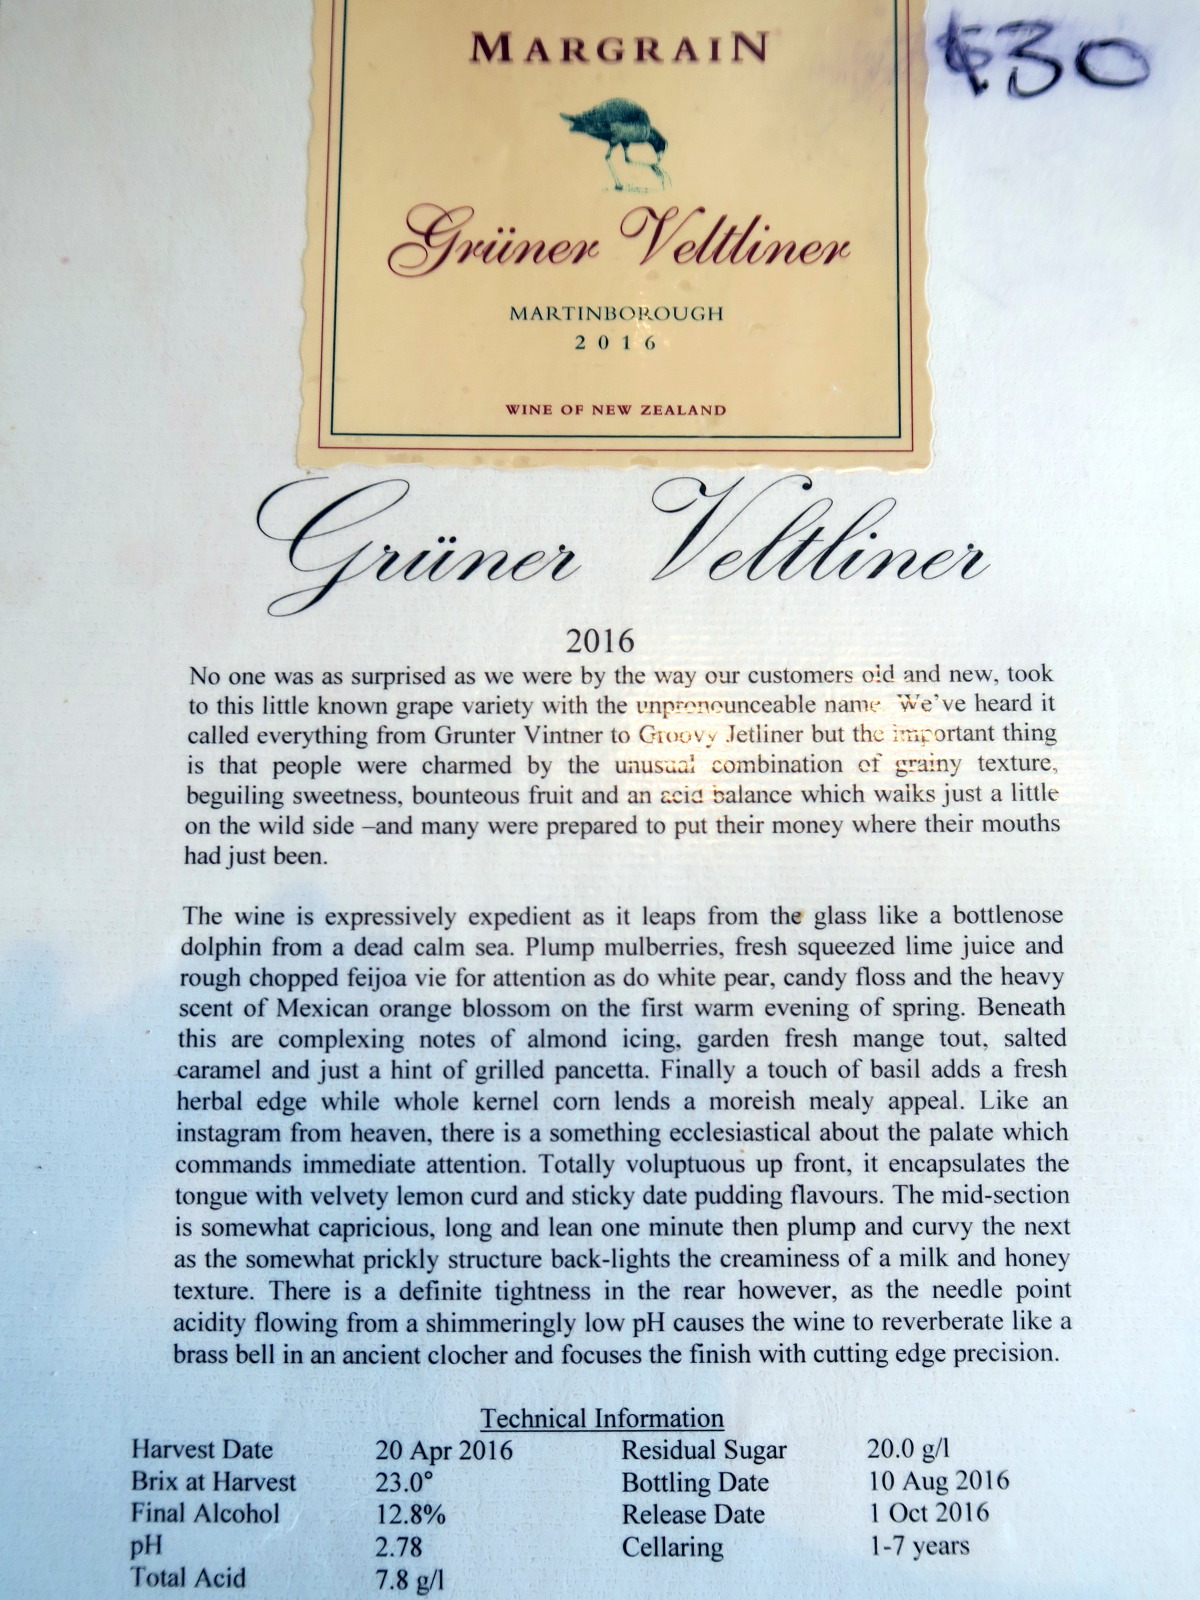 MARGRAIN
$30
Grüner Veltliner
MARTINBOROUGH
2016
WINE OF NEW ZEALAND
Grüner Veltliner
2016
No one was as surprised as we were by the way our customers old and new, took
to this little known grape variety with the unpronounceable name. We've heard it
called everything from Grunter Vintner to Groovy Jetliner but the important thing
is that people were charmed by the unusual combination of grainy texture,
beguiling sweetness, bounteous fruit and an acid balance which walks just a little
on the wild side –and many were prepared to put their money where their mouths
had just been.
The wine is expressively expedient as it leaps from the glass like a bottlenose
dolphin from a dead calm sea. Plump mulberries, fresh squeezed lime juice and
rough chopped feijoa vie for attention as do white pear, candy floss and the heavy
scent of Mexican orange blossom on the first warm evening of spring. Beneath
this are complexing notes of almond icing, garden fresh mange tout, salted
caramel and just a hint of grilled pancetta. Finally a touch of basil adds a fresh
herbal edge while whole kernel corn lends a moreish mealy appeal. Like an
instagram from heaven, there is a something ecclesiastical about the palate which
commands immediate attention. Totally voluptuous up front, it encapsulates the
tongue with velvety lemon curd and sticky date pudding flavours. The mid-section
is somewhat capricious, long and lean one minute then plump and curvy the next
as the somewhat prickly structure back-lights the creaminess of a milk and honey
texture. There is a definite tightness in the rear however, as the needle point
acidity flowing from a shimmeringly low pH causes the wine to reverberate like a
brass bell in an ancient clocher and focuses the finish with cutting edge precision.
Technical Information
Harvest Date 20 Apr 2016 Residual Sugar 20.0 g/l
Brix at Harvest 23.0° Bottling Date 10 Aug 2016
Final Alcohol 12.8% Release Date 1 Oct 2016
pH 2.78 Cellaring 1-7 years
Total Acid 7.8 g/l